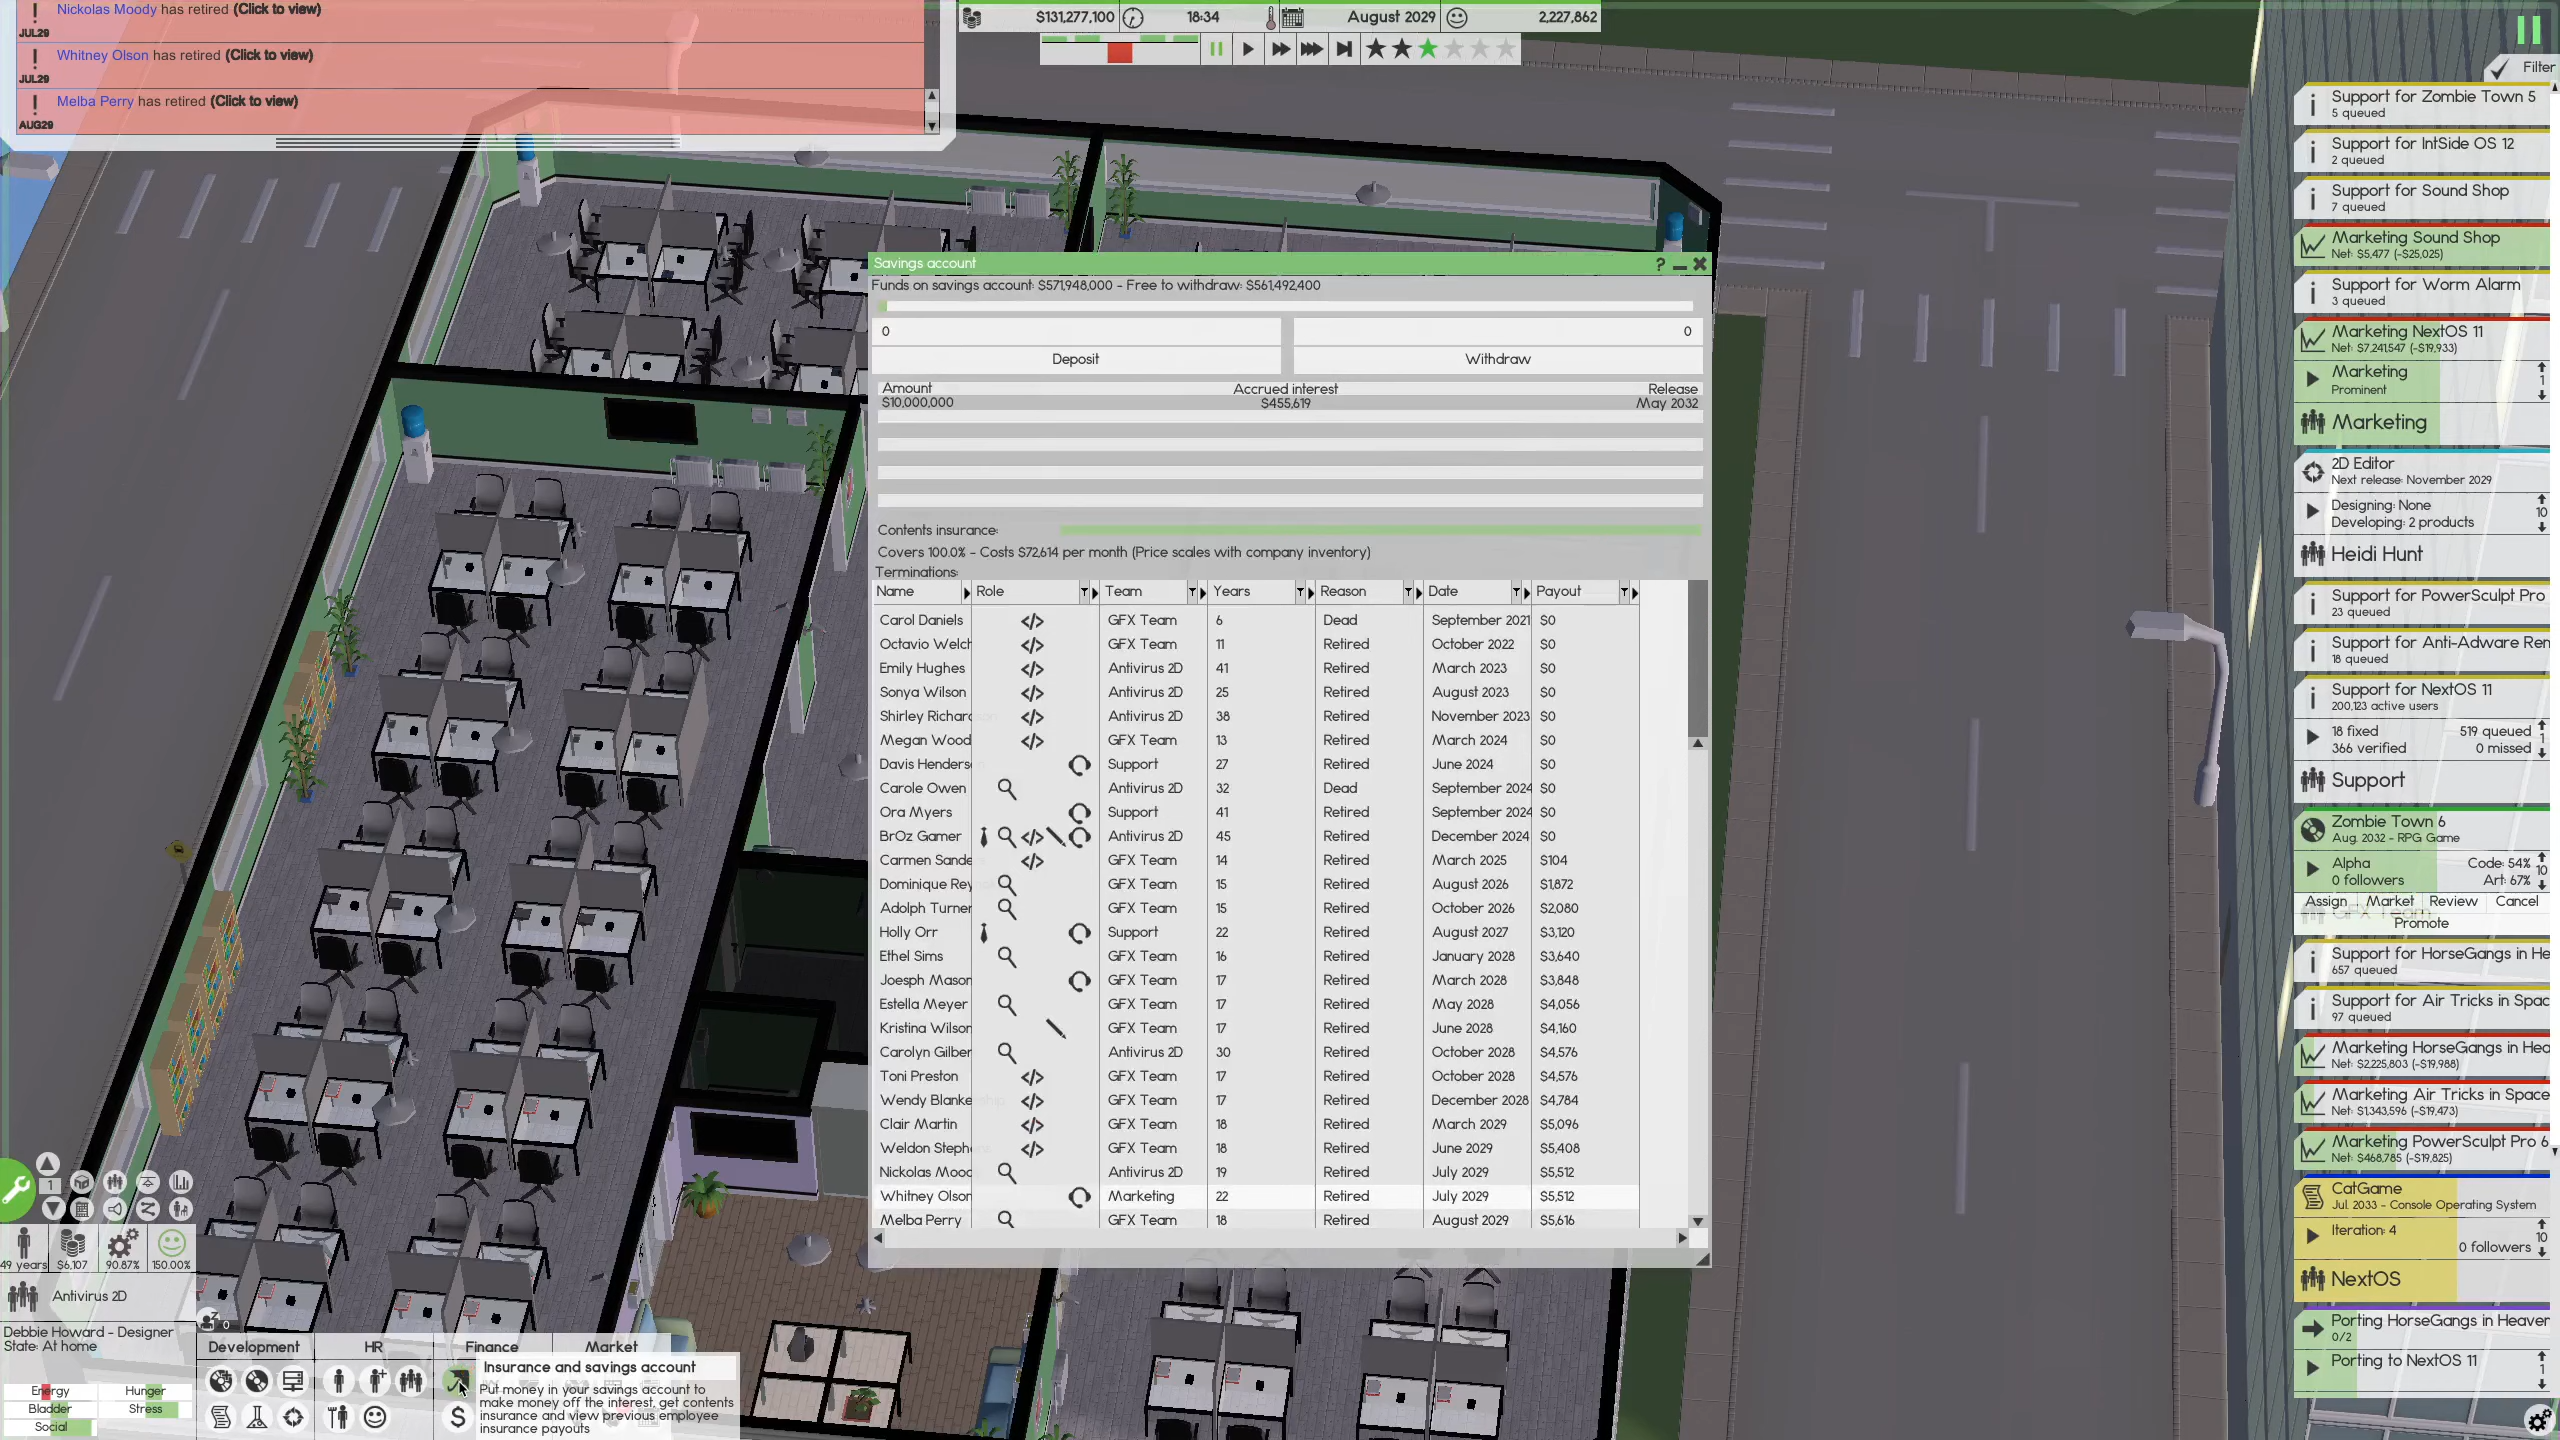 Nickolas Moody has retired (Click to view)
JUL29
Whitney Olson has retired (Click to view)
JUL29
Melba Perry has retired (Click to view)
AUG29
$131,277,100
18:34
August 2029
2,227,862
Filter
Savings account
Funds on savings account: $571,948,000 - Free to withdraw: $561,492,400
0
0
Deposit
Withdraw
Amount Accrued interest Release
$10,000,000 $455,619 May 2032
Contents insurance:
Covers 100.0% - Costs $72,614 per month (Price scales with company inventory)
Terminations:
Name Role Team Years Reason Date Payout
Carol Daniels GFX Team 6 Dead September 2021 $0
Octavio Welch GFX Team 11 Retired October 2022 $0
Emily Hughes Antivirus 2D 41 Retired March 2023 $0
Sonya Wilson Antivirus 2D 25 Retired August 2023 $0
Shirley Richard Antivirus 2D 38 Retired November 2023 $0
Megan Wood GFX Team 13 Retired March 2024 $0
Davis Henders Support 27 Retired June 2024 $0
Carole Owen Antivirus 2D 32 Dead September 2024 $0
Ora Myers Support 41 Retired September 2024 $0
BrOz Gamer Antivirus 2D 45 Retired December 2024 $0
Carmen Sande GFX Team 14 Retired March 2025 $104
Dominique Rey GFX Team 15 Retired August 2026 $1,872
Adolph Turner GFX Team 15 Retired October 2026 $2,080
Holly Orr Support 22 Retired August 2027 $3,120
Ethel Sims GFX Team 16 Retired January 2028 $3,640
Joesph Mason GFX Team 17 Retired March 2028 $3,848
Estella Meyer GFX Team 17 Retired May 2028 $4,056
Kristina Wilson GFX Team 17 Retired June 2028 $4,160
Carolyn Gilber Antivirus 2D 30 Retired October 2028 $4,576
Toni Preston GFX Team 17 Retired October 2028 $4,576
Wendy Blankenship GFX Team 17 Retired December 2028 $4,784
Clair Martin GFX Team 18 Retired March 2029 $5,096
Weldon Stephe GFX Team 18 Retired June 2029 $5,408
Nickolas Mood Antivirus 2D 19 Retired July 2029 $5,512
Whitney Olson Marketing 22 Retired July 2029 $5,512
Melba Perry GFX Team 18 Retired August 2029 $5,616
Support for Zombie Town 5
5 queued
Support for IntSide OS 12
2 queued
Support for Sound Shop
7 queued
Marketing Sound Shop
Net: $5,477 (-$25,025)
Support for Worm Alarm
3 queued
Marketing NextOS 11
Net: $7,241,547 (-$19,933)
Marketing 1
Prominent
Marketing
2D Editor
Next release: November 2029
Designing: None
Developing: 2 products
10
Heidi Hunt
Support for PowerSculpt Pro
23 queued
Support for Anti-Adware Ren
18 queued
Support for NextOS 11
200,123 active users
18 fixed 519 queued
366 verified 0 missed
1
Support
Zombie Town 6
Aug. 2032 - RPG Game
Alpha Code: 54%
0 followers Art: 67%
10
Assign Market Review Cancel
GFX Team
Promote
Support for HorseGangs in He
657 queued
Support for Air Tricks in Spac
97 queued
Marketing HorseGangs in Hea
Net: $2,225,803 (-$19,988)
Marketing Air Tricks in Space
Net: $1,343,596 (-$19,473)
Marketing PowerSculpt Pro 6
Net: $468,785 (-$19,825)
CatGame
Jul. 2033 - Console Operating System
Iteration: 4
10
0 followers
NextOS
Porting HorseGangs in Heaven
0/2
Porting to NextOS 11
1
1
49 years $6,107 90.87% 150.00%
Antivirus 2D
0
Debbie Howard - Designer
State: At home
Energy Hunger
Bladder Stress
Social
Development HR Finance Market
Insurance and savings account
Put money in your savings account to
make money off the interest, get contents
insurance and view previous employee
insurance payouts